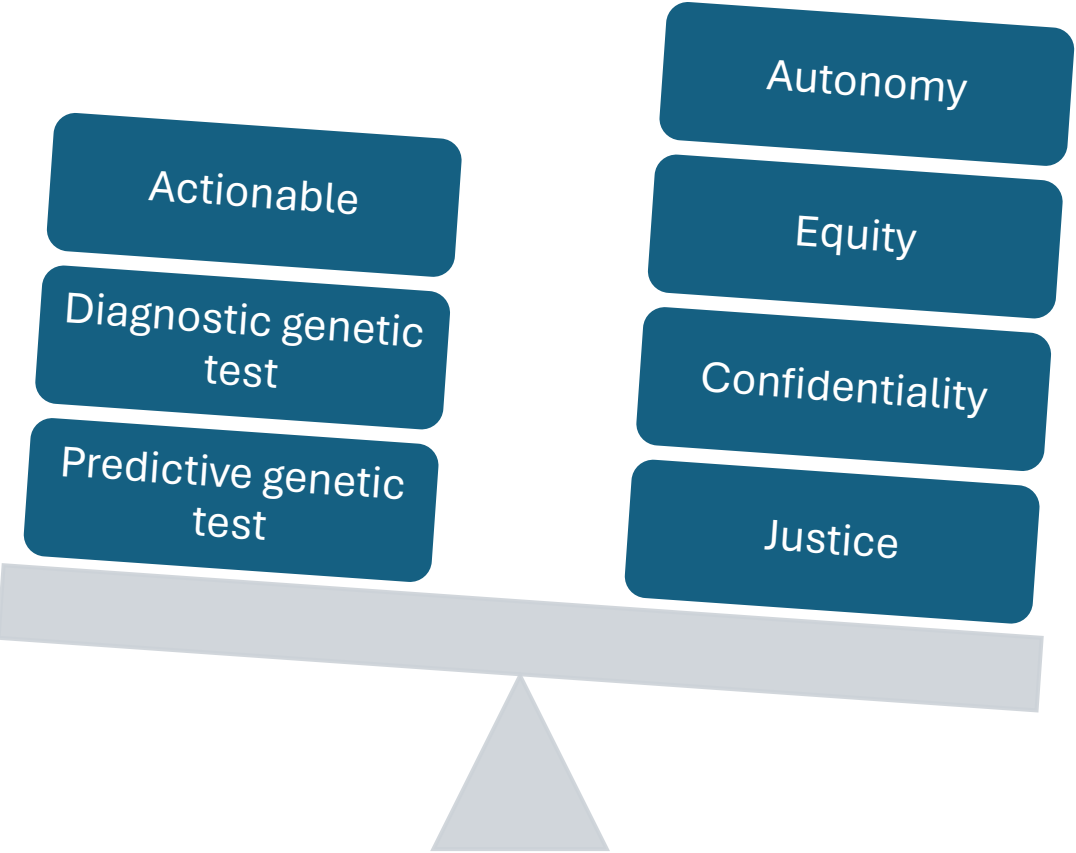 Actionable
Diagnostic genetic
test
Predictive genetic
test
Autonomy
Equity
Confidentiality
Justice